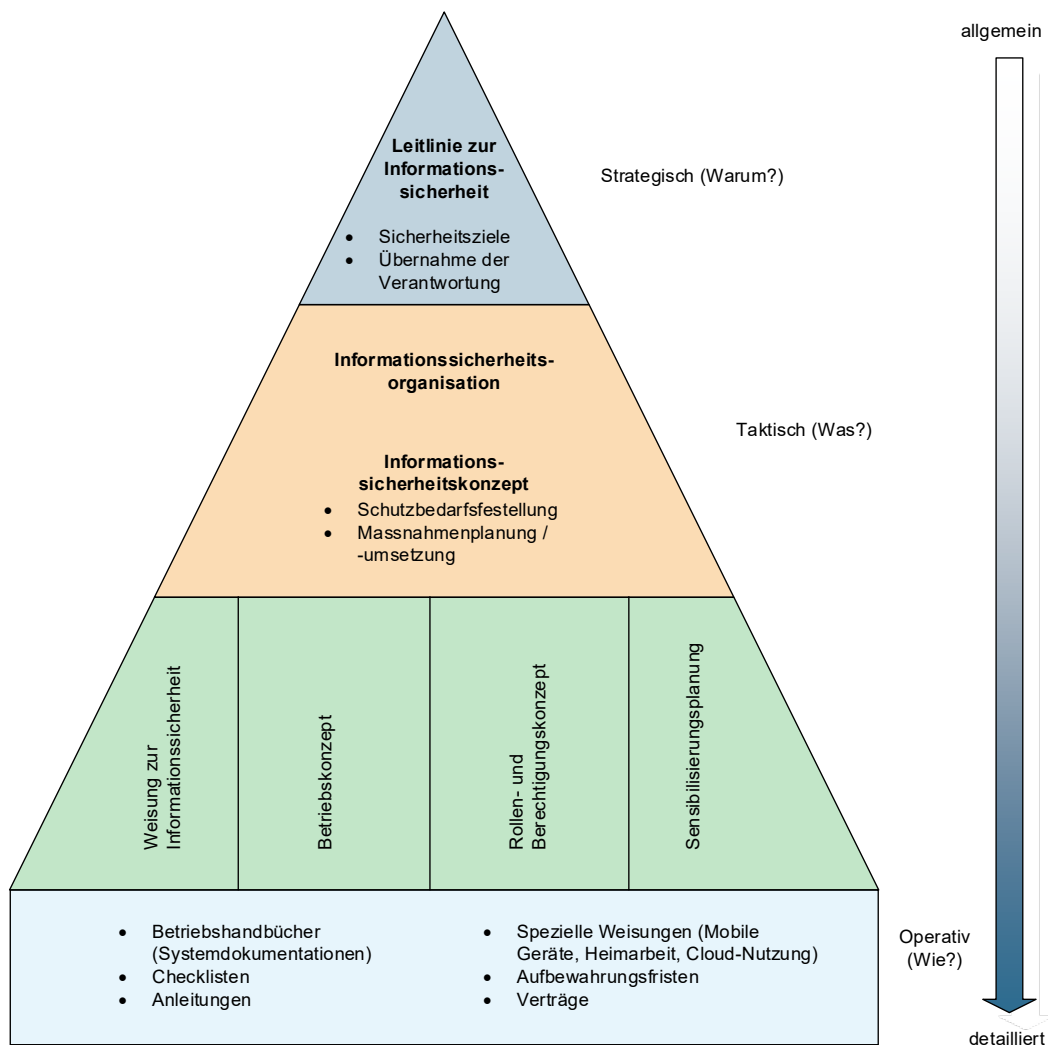 allgemein
Leitlinie zur
Informations-
sicherheit
• Sicherheitsziele
• Übernahme der
Verantwortung
Strategisch (Warum?)
Informationssicherheits-
organisation
Informations-
sicherheitskonzept
• Schutzbedarfsfestellung
• Massnahmenplanung /
-umsetzung
Taktisch (Was?)
Weisung zur
Informationssicherheit
Betriebskonzept
Rollen- und
Berechtigungskonzept
Sensibilisierungsplanung
• Betriebshandbücher
(Systemdokumentationen)
• Checklisten
• Anleitungen
• Spezielle Weisungen (Mobile
Geräte, Heimarbeit, Cloud-Nutzung)
• Aufbewahrungsfristen
• Verträge
Operativ
(Wie?)
detailliert